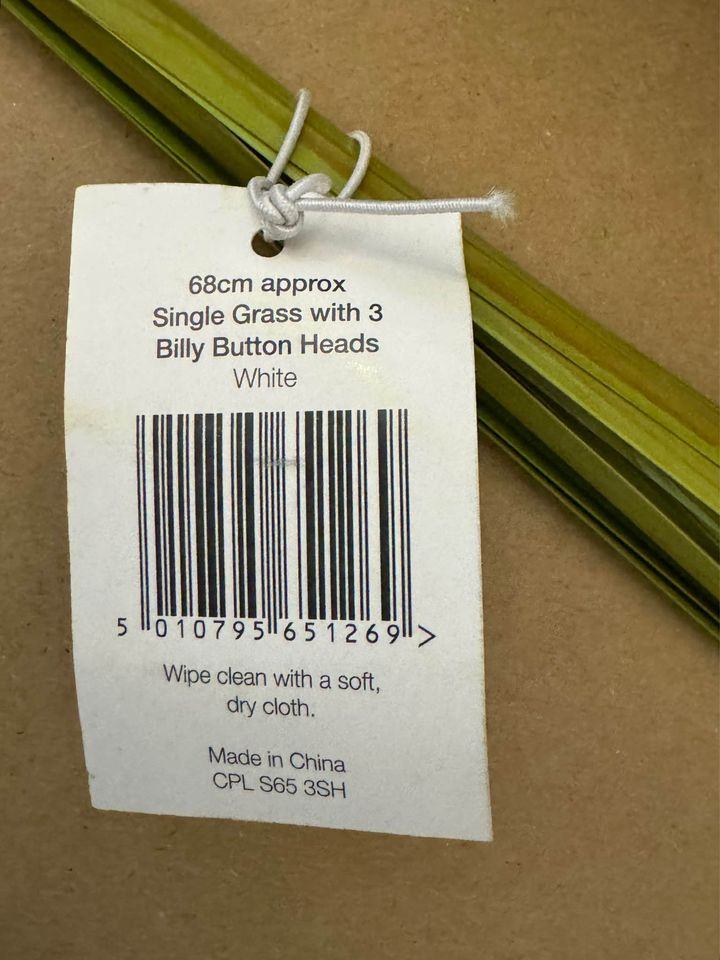 68cm approx
Single Grass with 3
Billy Button Heads
White
5 010795 651269 >
Wipe clean with a soft,
dry cloth.
Made in China
CPL S65 3SH